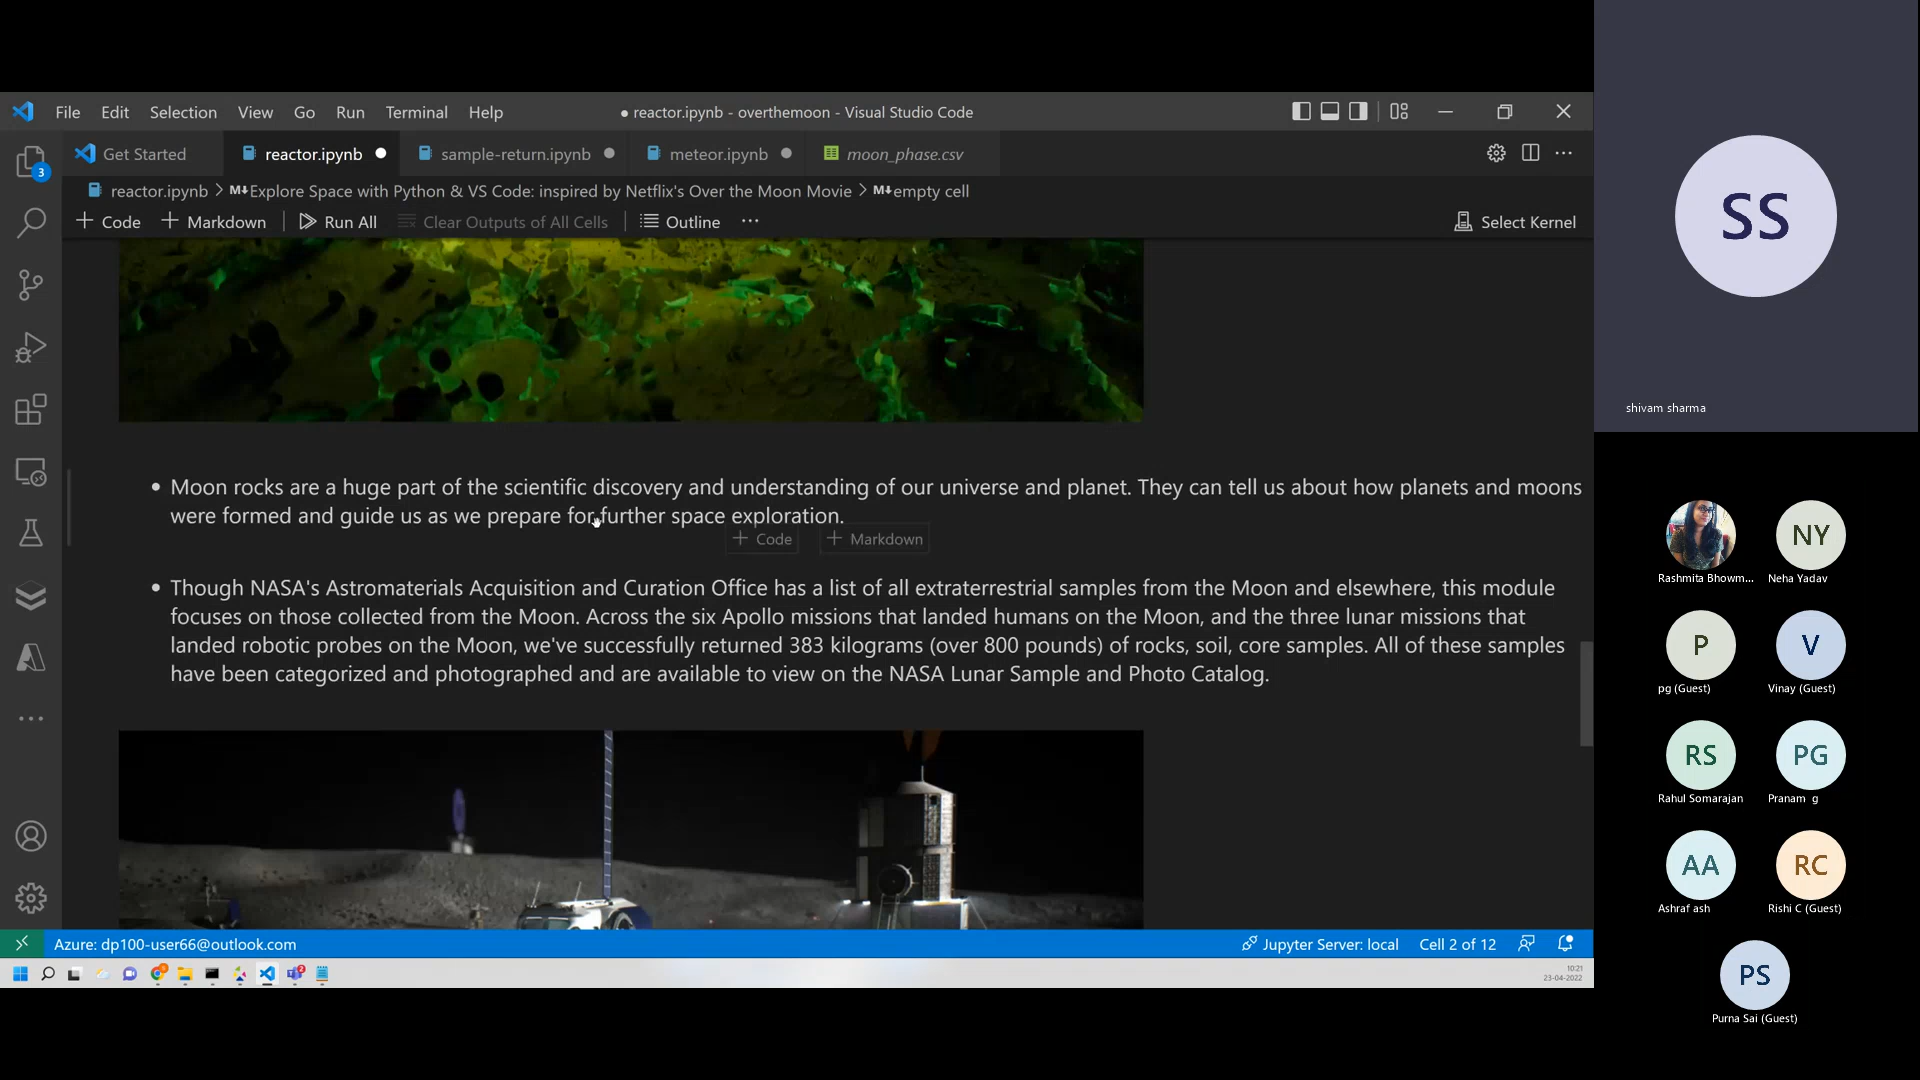 File Edit Selection View Go Run Terminal Help
● reactor.ipynb - overthemoon - Visual Studio Code
Get Started
reactor.ipynb
sample-return.ipynb
meteor.ipynb
moon_phase.csv
reactor.ipynb > M↓Explore Space with Python & VS Code: inspired by Netflix's Over the Moon Movie > M↓empty cell
+ Code + Markdown Run All Clear Outputs of All Cells Outline ... Select Kernel
3
• Moon rocks are a huge part of the scientific discovery and understanding of our universe and planet. They can tell us about how planets and moons
were formed and guide us as we prepare for further space exploration.
+ Code + Markdown
• Though NASA's Astromaterials Acquisition and Curation Office has a list of all extraterrestrial samples from the Moon and elsewhere, this module
focuses on those collected from the Moon. Across the six Apollo missions that landed humans on the Moon, and the three lunar missions that
landed robotic probes on the Moon, we've successfully returned 383 kilograms (over 800 pounds) of rocks, soil, core samples. All of these samples
have been categorized and photographed and are available to view on the NASA Lunar Sample and Photo Catalog.
Azure: dp100-user66@outlook.com
Jupyter Server: local
Cell 2 of 12
10:21
23-04-2022
SS
shivam sharma
Rashmita Bhowm...
NY
Neha Yadav
P
pg (Guest)
V
Vinay (Guest)
RS
Rahul Somarajan
PG
Pranam g
AA
Ashraf ash
RC
Rishi C (Guest)
PS
Purna Sai (Guest)